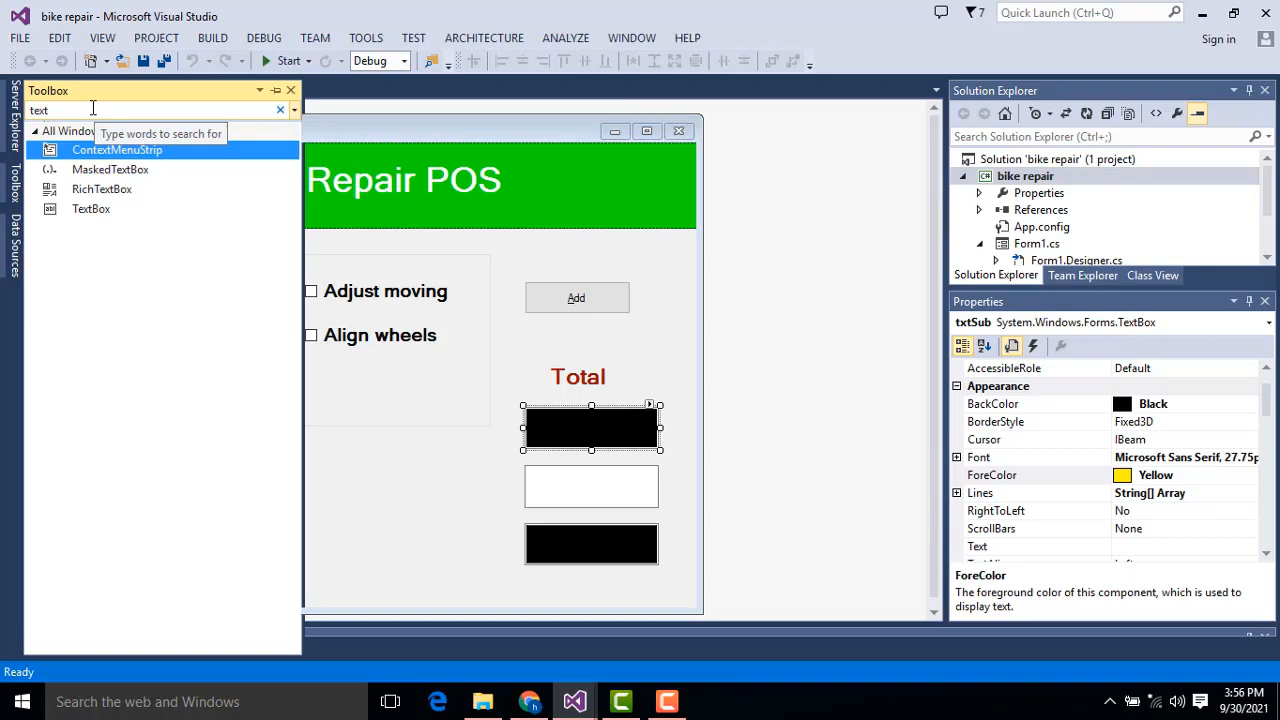 bike repair - Microsoft Visual Studio
7
Quick Launch (Ctrl+Q)
FILE EDIT VIEW PROJECT BUILD DEBUG TEAM TOOLS TEST ARCHITECTURE ANALYZE WINDOW HELP
Sign in
Start Debug
Server Explorer
Toolbox
Data Sources
Toolbox
text
All Window
Type words to search for
ContextMenuStrip
MaskedTextBox
RichTextBox
TextBox
Repair POS
Adjust moving
Align wheels
Add
Total
Solution Explorer
Search Solution Explorer (Ctrl+;)
Solution 'bike repair' (1 project)
bike repair
Properties
References
App.config
Form1.cs
Form1.Designer.cs
Solution Explorer Team Explorer Class View
Properties
txtSub System.Windows.Forms.TextBox
AccessibleRole Default
Appearance
BackColor Black
BorderStyle Fixed3D
Cursor IBeam
Font Microsoft Sans Serif, 27.75p
ForeColor Yellow
Lines String[] Array
RightToLeft No
ScrollBars None
Text
ForeColor
The foreground color of this component, which is used to
display text.
Ready
Search the web and Windows
3:56 PM
9/30/2021